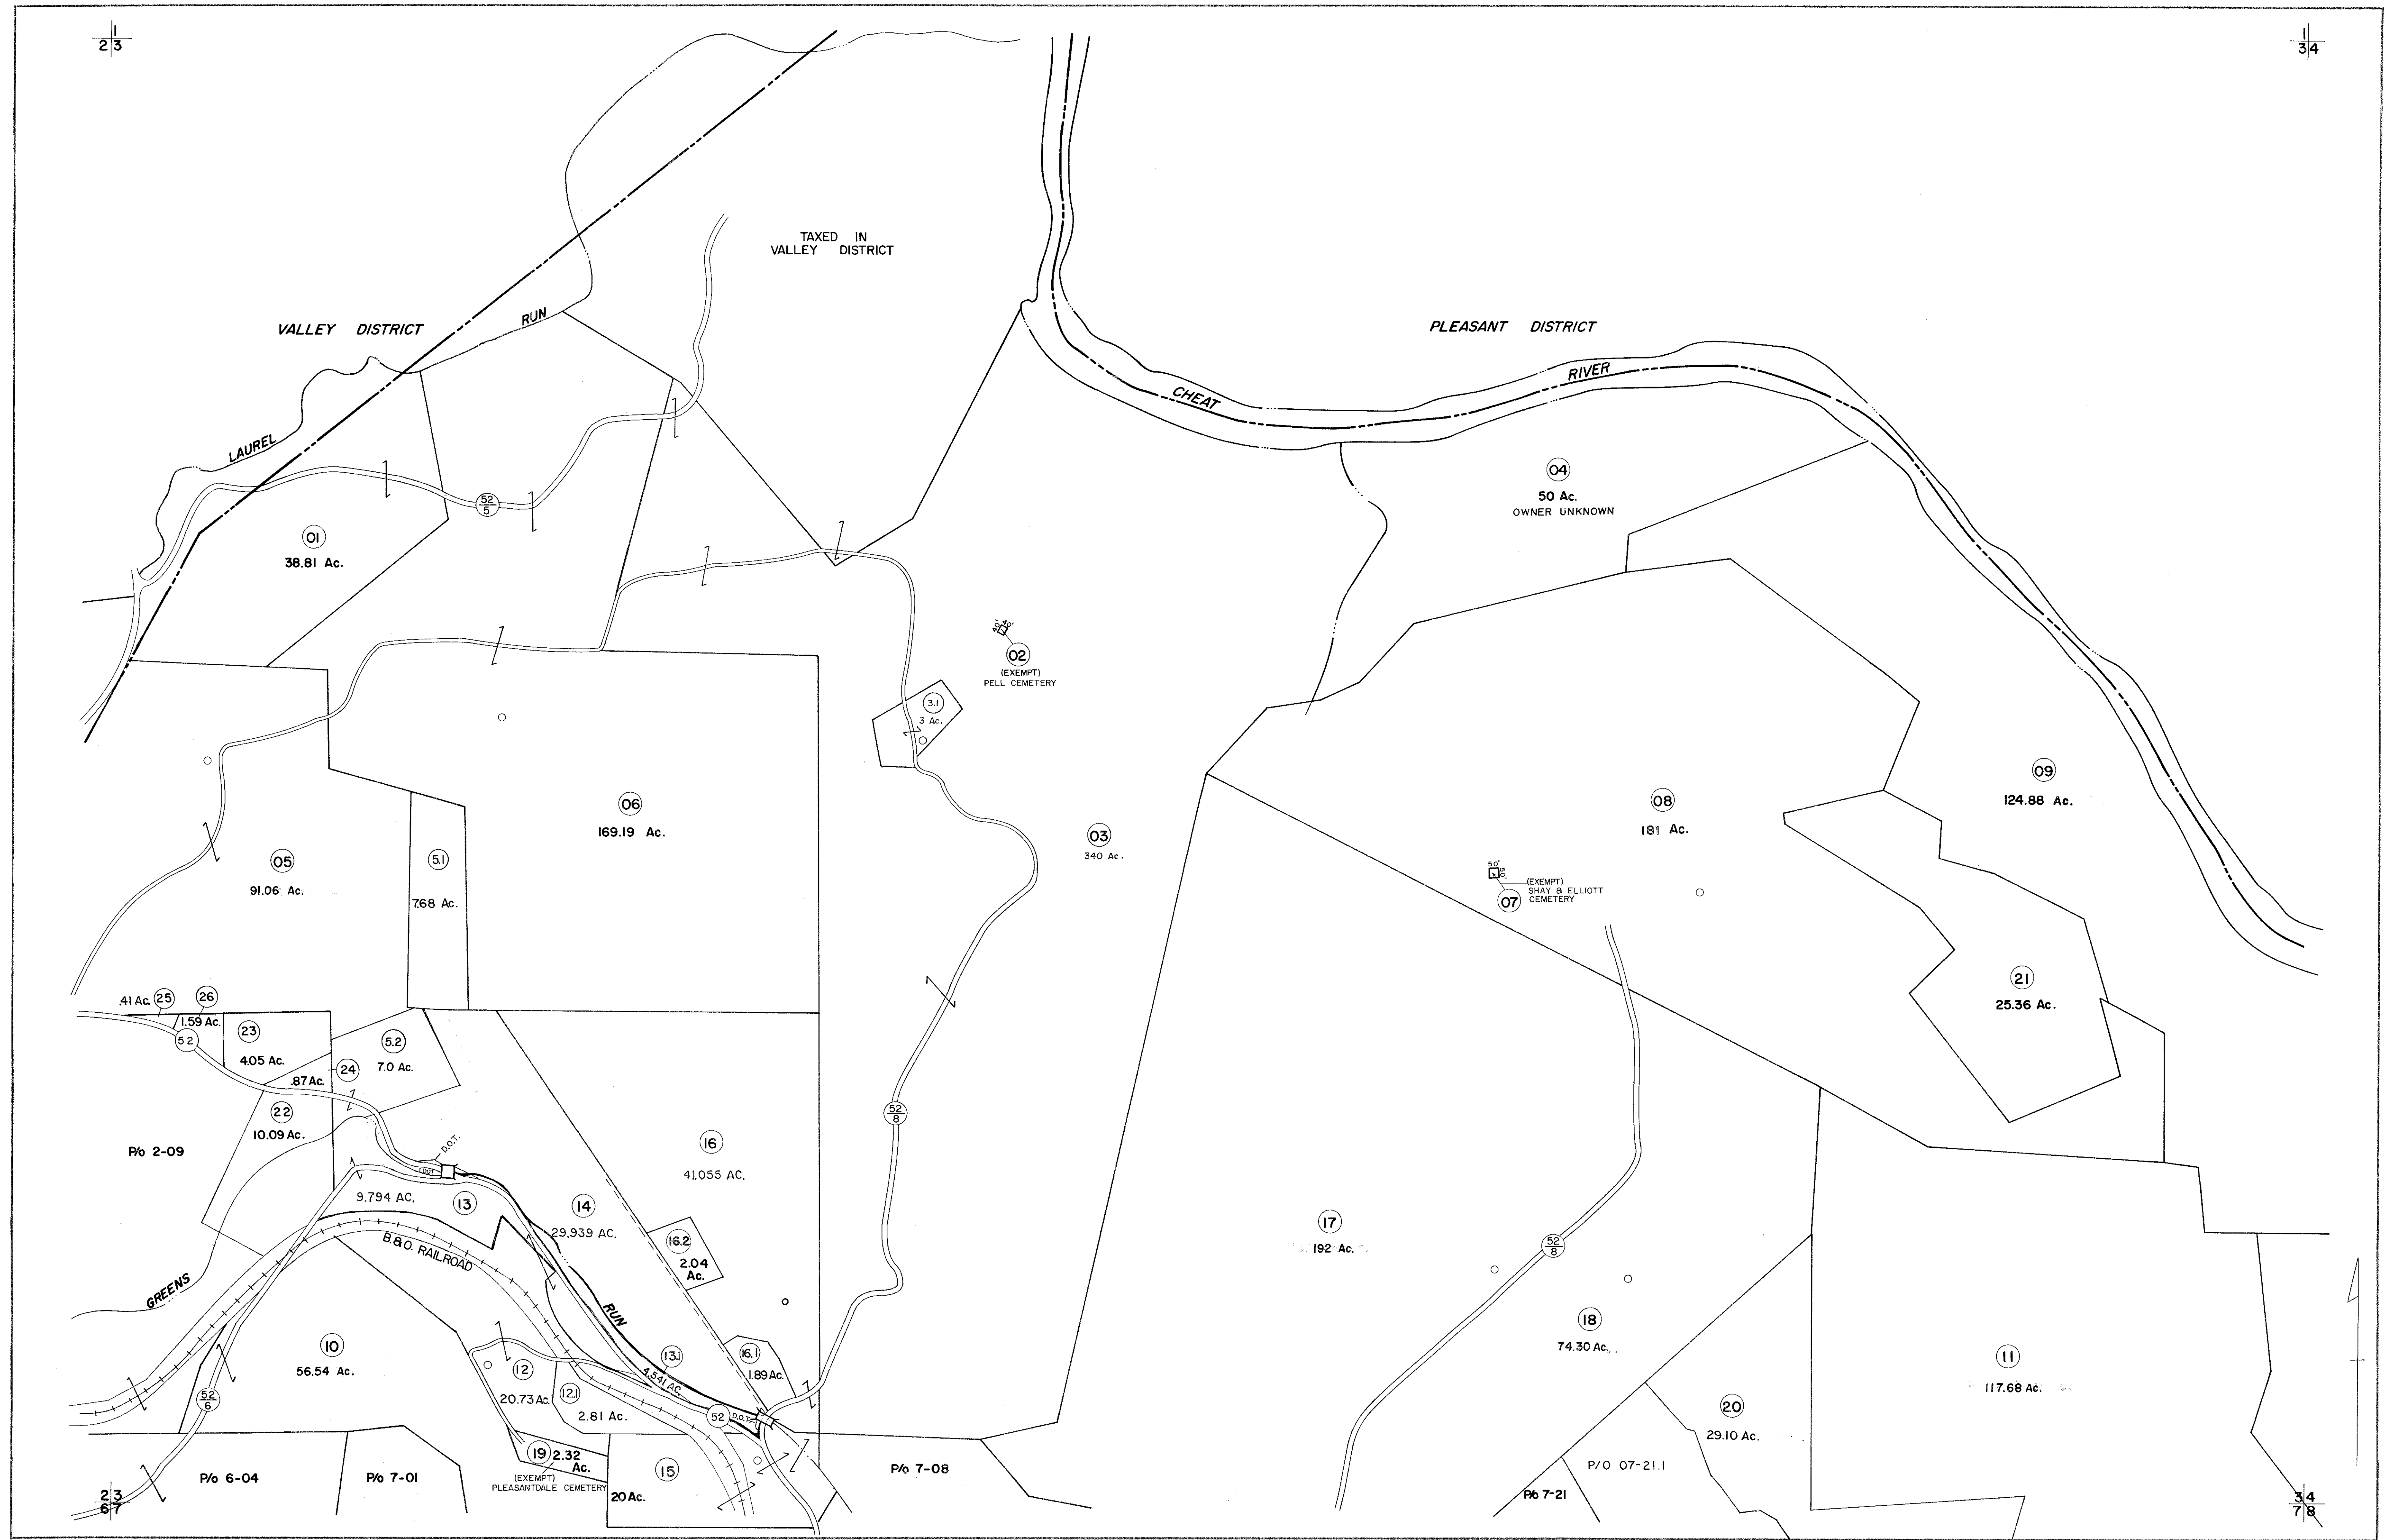 1
2 3
1
3 4
TAXED IN
VALLEY DISTRICT
VALLEY DISTRICT
RUN
LAUREL
PLEASANT DISTRICT
CHEAT
RIVER
04
50 Ac.
OWNER UNKNOWN
52
5
01
38.81 Ac.
40'
40'
02
(EXEMPT)
PELL CEMETERY
3.1
3 Ac.
06
169.19 Ac.
03
340 Ac.
08
181 Ac.
09
124.88 Ac.
05
91.06 Ac.
5.1
7.68 Ac.
50'
50'
07
(EXEMPT)
SHAY & ELLIOTT
CEMETERY
21
25.36 Ac.
.41 Ac.
25
26
1.59 Ac.
52
23
4.05 Ac.
.87 Ac.
24
5.2
7.0 Ac.
22
10.09 Ac.
P/o 2-09
52
8
D.O.T.
DOT
16
41.055 AC.
9.794 AC.
13
14
29.939 AC.
16.2
2.04
Ac.
B.&O. RAILROAD
GREENS
RUN
17
192 Ac.
52
8
18
74.30 Ac.
10
56.54 Ac.
52
6
12
20.73 Ac.
12.1
2.81 Ac.
13.1
4.541 AC.
16.1
1.89 Ac.
52
D.O.T.
11
117.68 Ac.
20
29.10 Ac.
P/o 6-04
P/o 7-01
19
2.32
Ac.
(EXEMPT)
PLEASANTDALE CEMETERY
15
20 Ac.
P/o 7-08
P/O 07-21.1
P/o 7-21
2 3
6 7
3 4
7 8